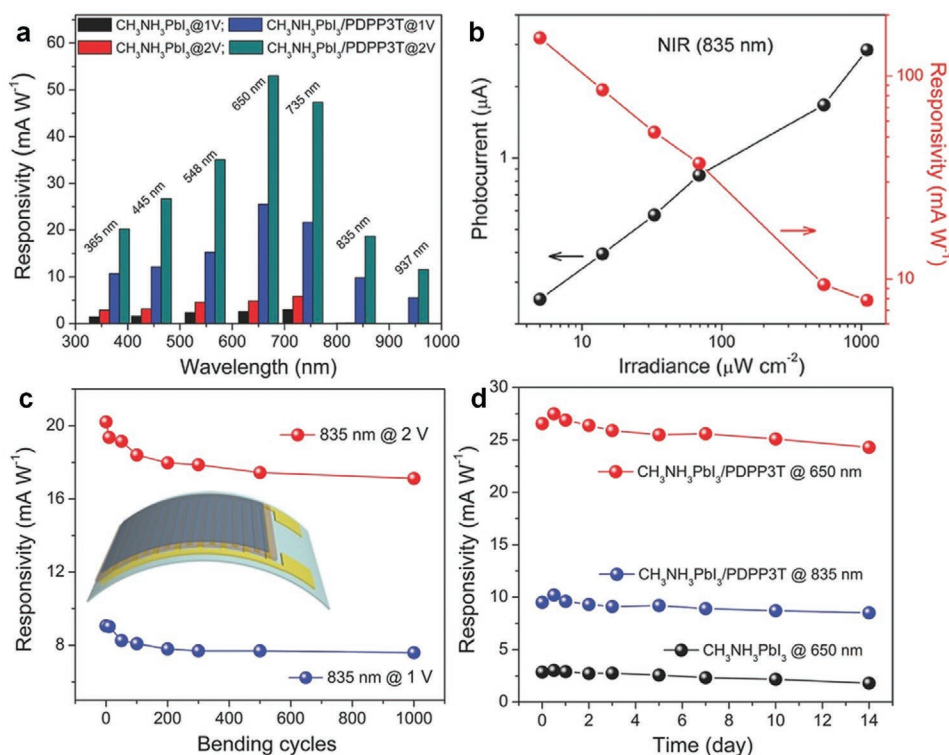 a
CH₃NH₃PbI₃@1V; CH₃NH₃PbI₃/PDPP3T@1V
CH₃NH₃PbI₃@2V; CH₃NH₃PbI₃/PDPP3T@2V
Responsivity (mA W⁻¹)
60
50
40
30
20
10
0
365 nm
445 nm
548 nm
650 nm
735 nm
835 nm
937 nm
300 400 500 600 700 800 900 1000
Wavelength (nm)
b
NIR (835 nm)
Photocurrent (μA)
1
10 100 1000
Irradiance (μW cm⁻²)
100
10
Responsivity (mA W⁻¹)
c
Responsivity (mA W⁻¹)
20
16
12
8
835 nm @ 2 V
835 nm @ 1 V
0 200 400 600 800 1000
Bending cycles
d
Responsivity (mA W⁻¹)
30
25
20
15
10
5
0
CH₃NH₃PbI₃/PDPP3T @ 650 nm
CH₃NH₃PbI₃/PDPP3T @ 835 nm
CH₃NH₃PbI₃ @ 650 nm
0 2 4 6 8 10 12 14
Time (day)